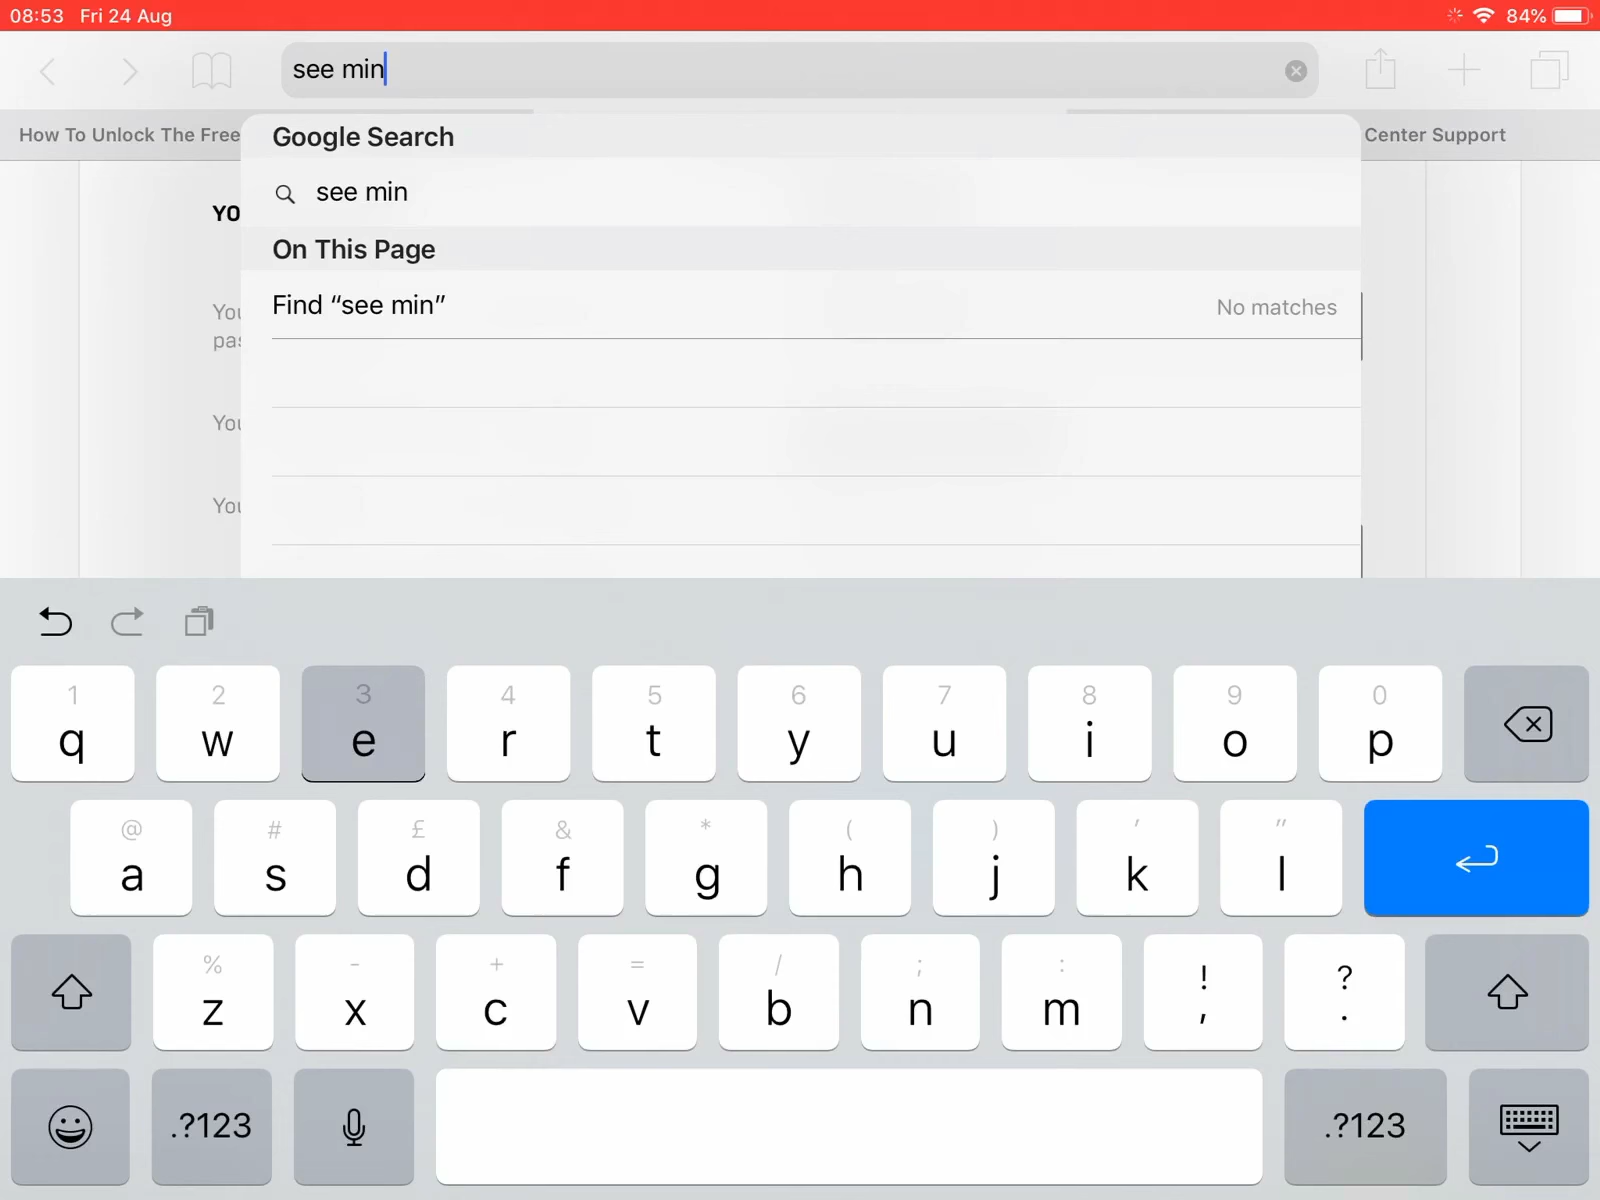 08:53 Fri 24 Aug 84%
see min
How To Unlock The Free
Center Support
Google Search
see min
On This Page
Find “see min” No matches
YO
You
pas
You
You
1 2 3 4 5 6 7 8 9 0
q w e r t y u i o p
@ # £ & * ( ) ' "
a s d f g h j k l
% - + = / ; : ! ?
z x c v b n m , .
.?123 .?123